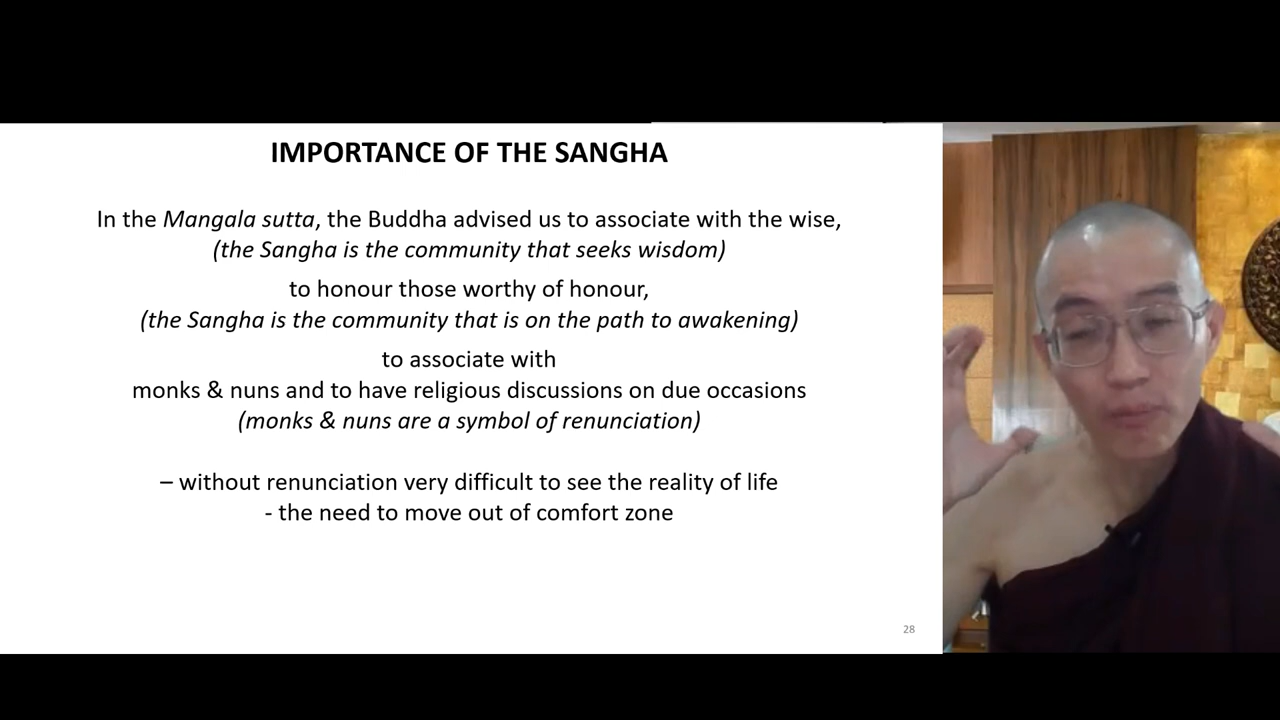 IMPORTANCE OF THE SANGHA
In the Mangala sutta, the Buddha advised us to associate with the wise,
(the Sangha is the community that seeks wisdom)
to honour those worthy of honour,
(the Sangha is the community that is on the path to awakening)
to associate with
monks & nuns and to have religious discussions on due occasions
(monks & nuns are a symbol of renunciation)
– without renunciation very difficult to see the reality of life
- the need to move out of comfort zone
28